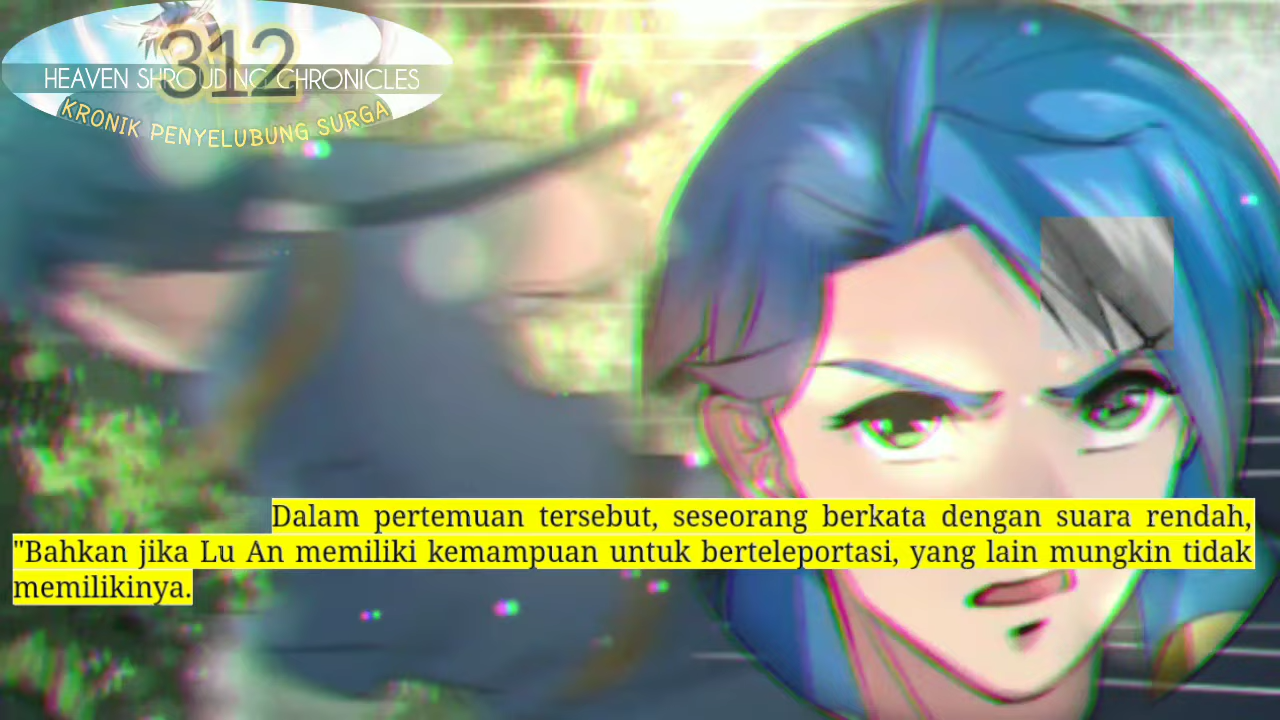 312
HEAVEN SHROUDING CHRONICLES
KRONIK PENYELUBUNG SURGA
Dalam pertemuan tersebut, seseorang berkata dengan suara rendah,
"Bahkan jika Lu An memiliki kemampuan untuk berteleportasi, yang lain mungkin tidak
memilikinya.